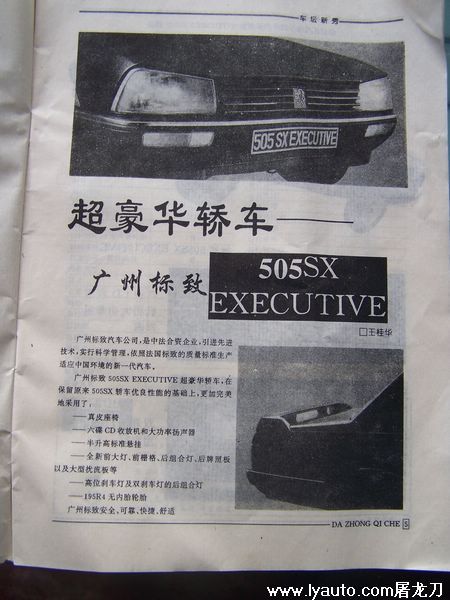 车坛新秀
505 SX EXECUTIVE
超豪华轿车——
广州标致
505SX
EXECUTIVE
□王桂华
广州标致汽车公司，是中法合资企业，引进先进
技术，实行科学管理，依照法国标致的质量标准生产
适应中国环境的新一代汽车。
广州标致 505SX EXECUTIVE 超豪华轿车，在
保留原来 505SX 轿车优良性能的基础上，更加完美
地采用了：
——真皮座椅
——六碟 CD 收放机和大功率扬声器
——半升高标准悬挂
——全新前大灯、前栅格、后组合灯、后牌照板
以及大型扰流板等
——高位刹车灯及双刹车灯的后组合灯
——195R4 无内胎轮胎
广州标致安全、可靠、快捷、舒适
DA ZHONG QI CHE 5
www.lyauto.com屠龙刀